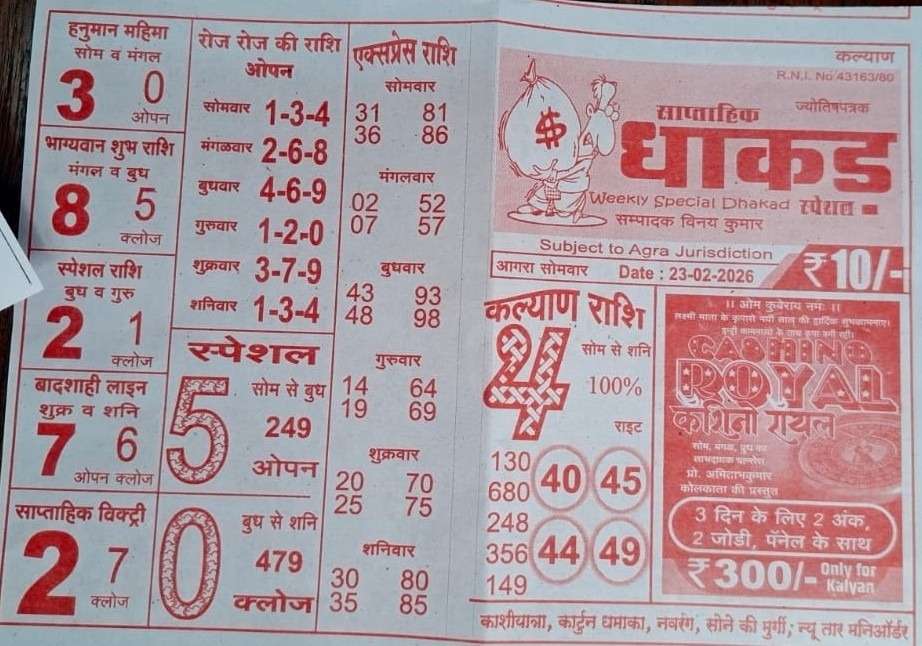 हनुमान महिमा
सोम व मंगल
3 0
ओपन
भाग्यवान शुभ राशि
मंगल व बुध
8 5
क्लोज
स्पेशल राशि
बुध व गुरु
2 1
क्लोज
बादशाही लाइन
शुक्र व शनि
7 6
ओपन क्लोज
साप्ताहिक विक्ट्री
2 7
क्लोज
रोज रोज की राशि
ओपन
सोमवार 1-3-4
मंगळवार 2-6-8
बुधवार 4-6-9
गुरुवार 1-2-0
शुक्रवार 3-7-9
शनिवार 1-3-4
स्पेशल
5 सोम से बुध
249
ओपन
0 बुध से शनि
479
क्लोज
एक्सप्रेस राशि
सोमवार
31 81
36 86
मंगलवार
02 52
07 57
बुधवार
43 93
48 98
गुरुवार
14 64
19 69
शुक्रवार
20 70
25 75
शनिवार
30 80
35 85
कल्याण
R.N.I. No 43163/80
साप्ताहिक ज्योतिषपत्रक
$
धाकड
Weekly Special Dhakad स्पेशल
सम्पादक विनय कुमार
Subject to Agra Jurisdiction
आगरा सोमवार Date : 23-02-2026 ₹10/-
कल्याण राशि
4 सोम से शनि
100%
राइट
130
680
248
356
149
40 45
44 49
।। ओम कुबेराय नमः ।।
CASHINO
ROYAL
काशिनो रॉयल
सोम, मंगल, बुध का
प्रो. अमिताभकुमार
कोलकाता की प्रस्तुत
3 दिन के लिए 2 अंक,
2 जोडी, पॅनेल के साथ
₹300/- Only for
Kalyan
काशीयात्रा, कार्टुन धमाका, नवरंग, सोने की मुर्गी; न्यू तार मनिऑर्डर